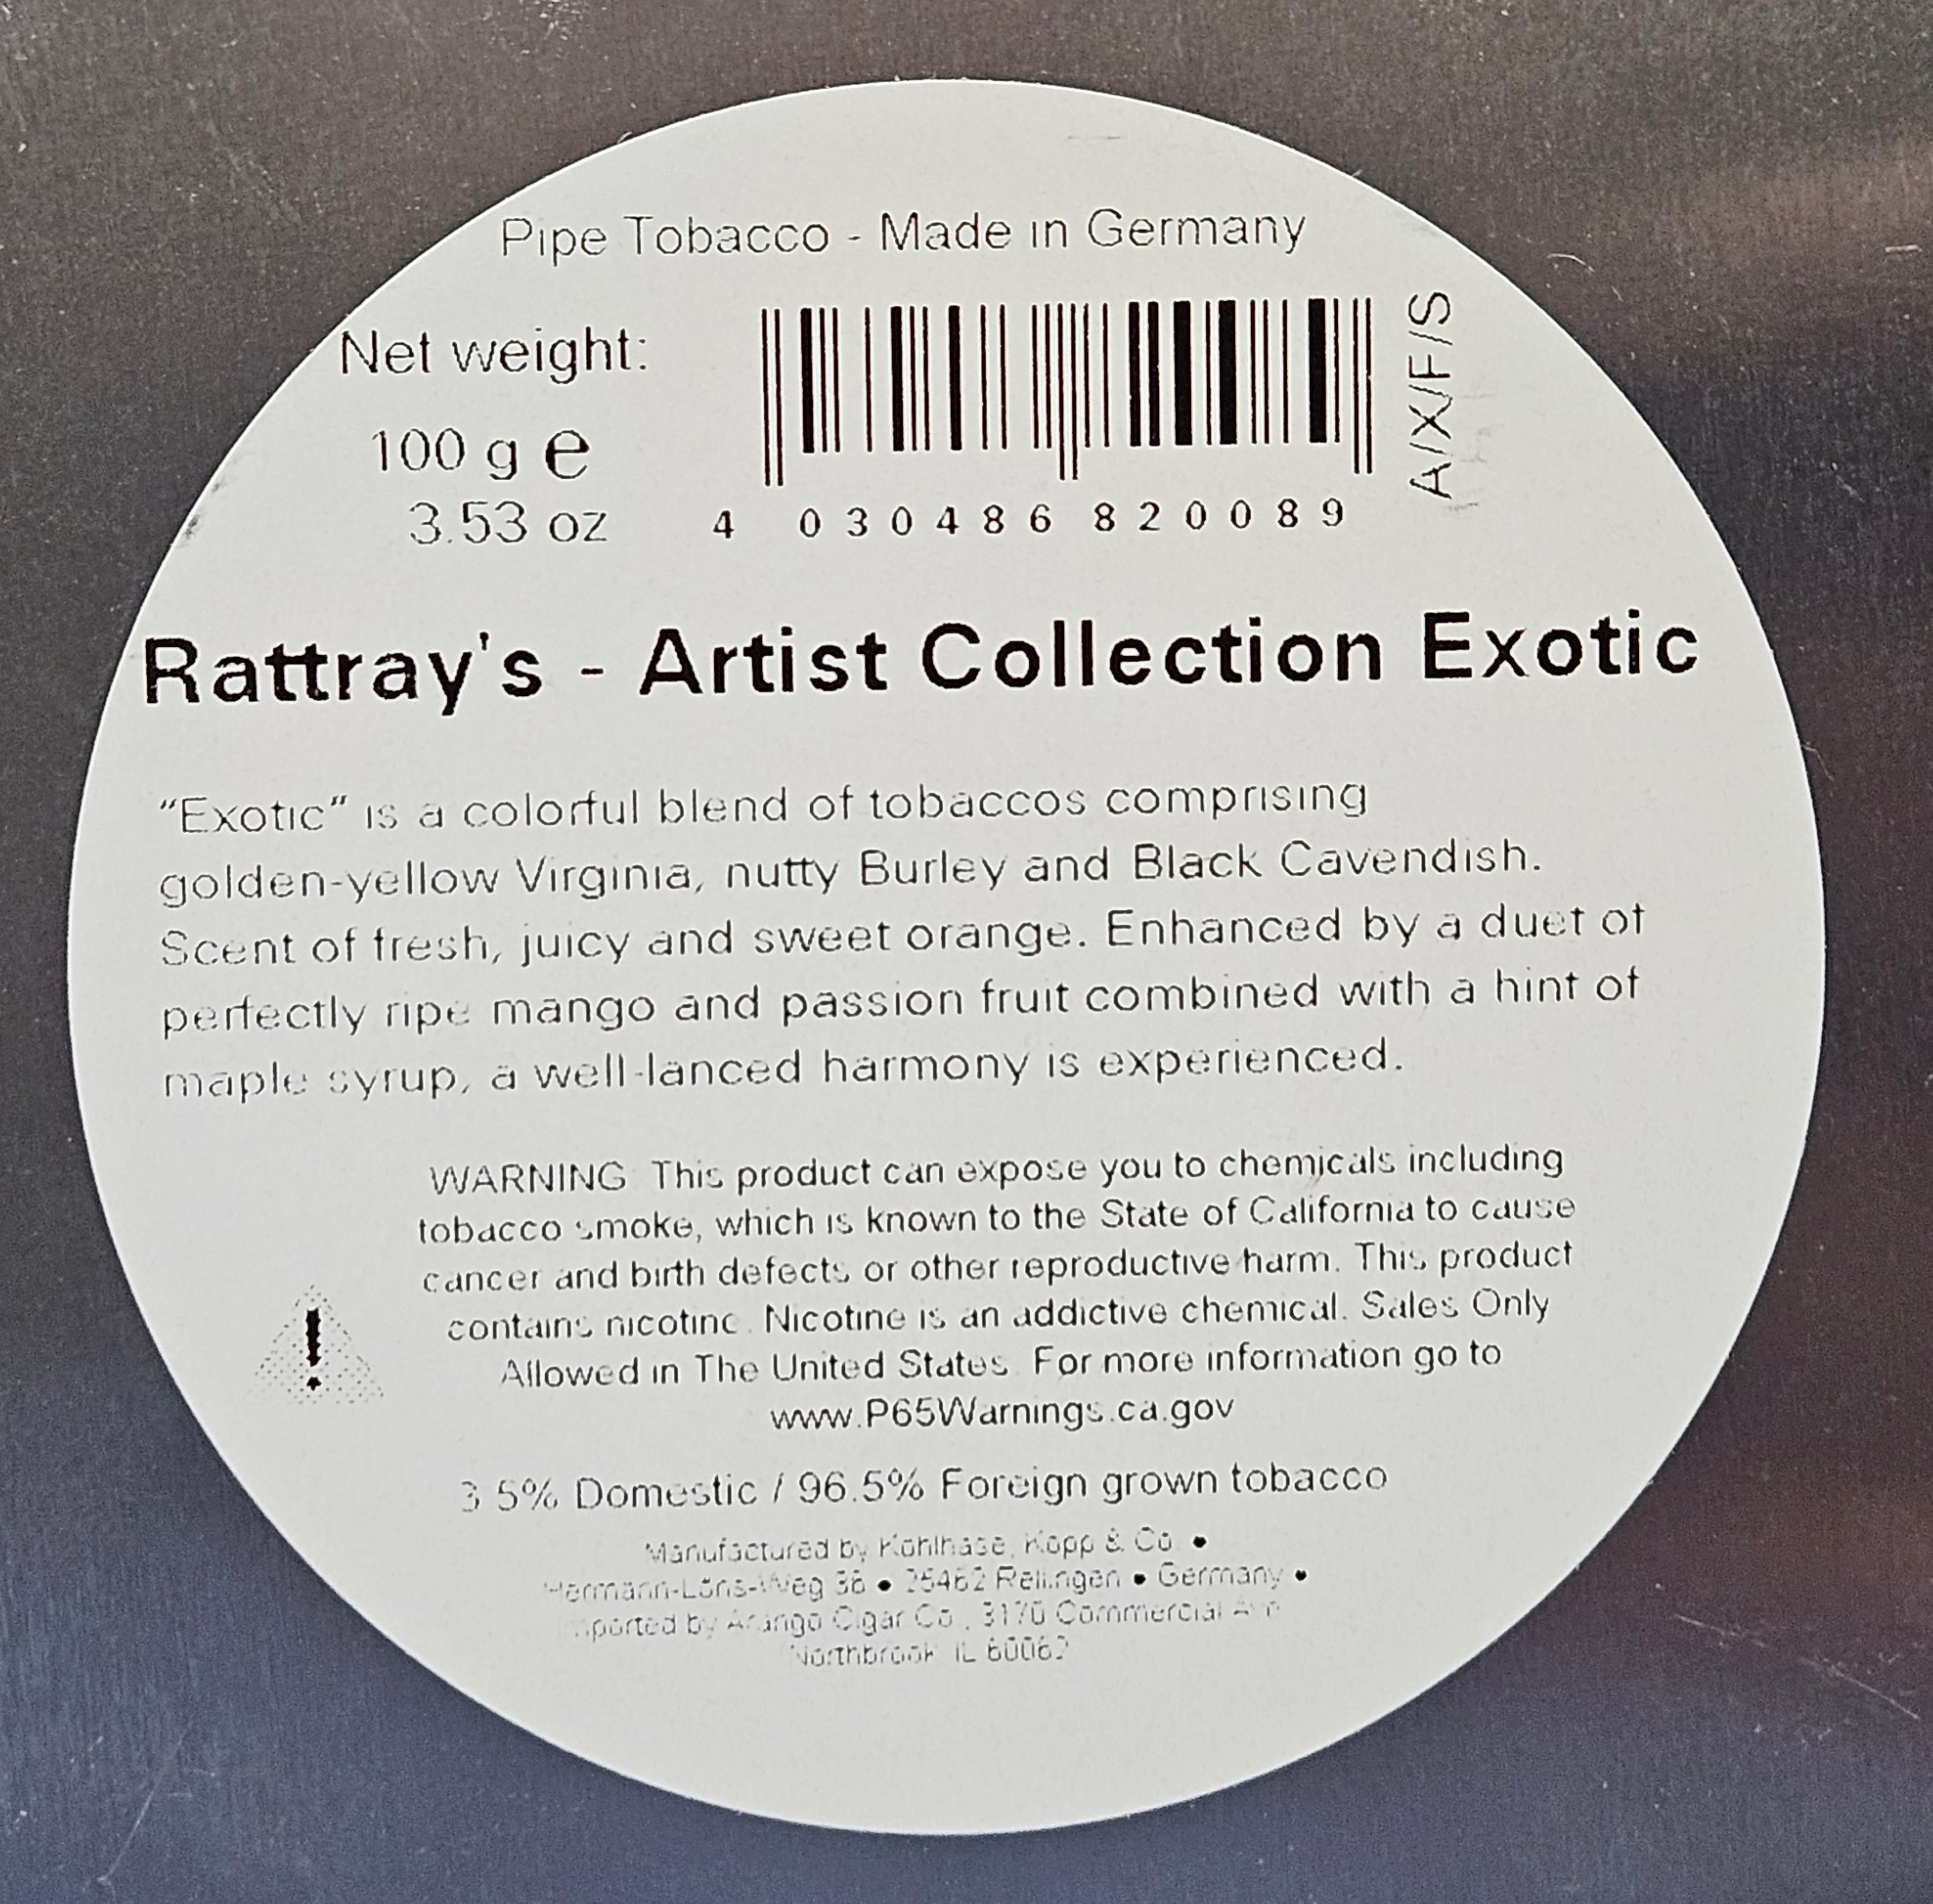 Pipe Tobacco - Made in Germany
Net weight:
100 g e
3.53 oz
4 030486 820089
A/X/F/S
Rattray's - Artist Collection Exotic
"Exotic" is a colorful blend of tobaccos comprising
golden-yellow Virginia, nutty Burley and Black Cavendish.
Scent of fresh, juicy and sweet orange. Enhanced by a duet of
perfectly ripe mango and passion fruit combined with a hint of
maple syrup, a well-lanced harmony is experienced.
WARNING This product can expose you to chemicals including
tobacco smoke, which is known to the State of California to cause
cancer and birth defects or other reproductive harm. This product
contains nicotine. Nicotine is an addictive chemical. Sales Only
Allowed in The United States For more information go to
www.P65Warnings.ca.gov
3.5% Domestic / 96.5% Foreign grown tobacco
Manufactured by Kohlhase, Kopp & Co. •
Hermann-Löns-Weg 36 • 25462 Rellingen • Germany •
Imported by Arango Cigar Co., 3170 Commercial Ave
Northbrook IL 60062